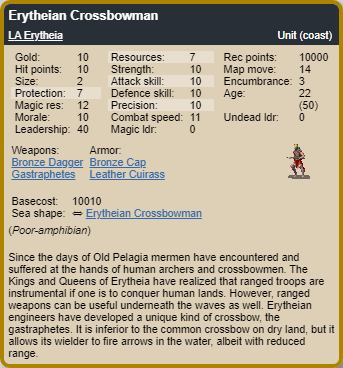 Erytheian Crossbowman
LA Erytheia Unit (coast)
Gold: 10 Resources: 7 Rec points: 10000
Hit points: 10 Strength: 10 Map move: 14
Size: 2 Attack skill: 10 Encumbrance: 3
Protection: 7 Defence skill: 10 Age: 22
Magic res: 12 Precision: 10 (50)
Morale: 10 Combat speed: 11 Undead ldr: 0
Leadership: 40 Magic ldr: 0
Weapons: Armor:
Bronze Dagger Bronze Cap
Gastraphetes Leather Cuirass
Basecost: 10010
Sea shape: ⇔ Erytheian Crossbowman
(Poor-amphibian)
Since the days of Old Pelagia mermen have encountered and
suffered at the hands of human archers and crossbowmen. The
Kings and Queens of Erytheia have realized that ranged troops are
instrumental if one is to conquer human lands. However, ranged
weapons can be useful underneath the waves as well. Erytheian
engineers have developed a unique kind of crossbow, the
gastraphetes. It is inferior to the common crossbow on dry land, but it
allows its wielder to fire arrows in the water, albeit with reduced
range.